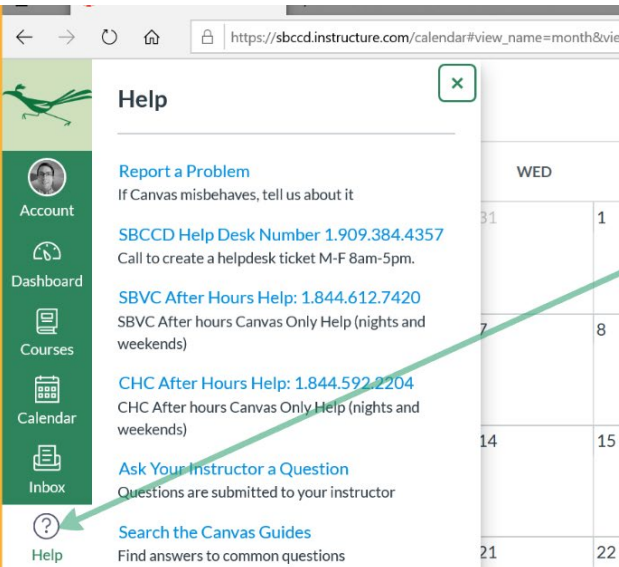 https://sbccd.instructure.com/calendar#view_name=month&vie
Help
Report a Problem
If Canvas misbehaves, tell us about it
SBCCD Help Desk Number 1.909.384.4357
Call to create a helpdesk ticket M-F 8am-5pm.
SBVC After Hours Help: 1.844.612.7420
SBVC After hours Canvas Only Help (nights and
weekends)
CHC After Hours Help: 1.844.592.2204
CHC After hours Canvas Only Help (nights and
weekends)
Ask Your Instructor a Question
Questions are submitted to your instructor
Search the Canvas Guides
Find answers to common questions
Account
Dashboard
Courses
Calendar
Inbox
Help
WED
31 1
7 8
14 15
21 22